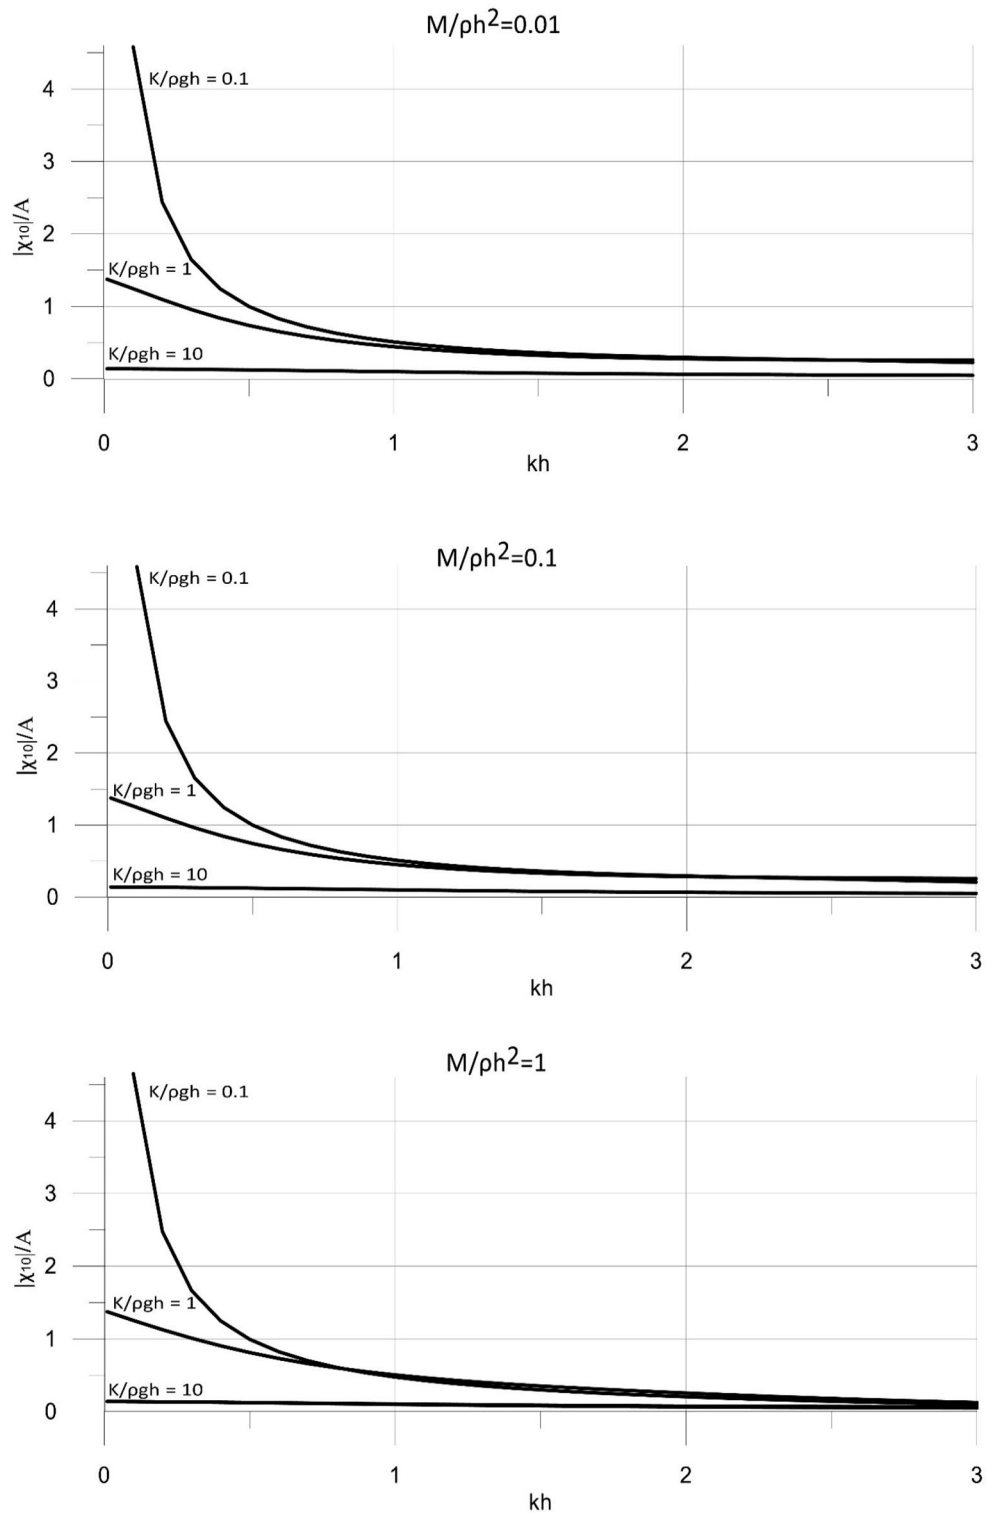 M/ρh²=0.01
K/ρgh = 0.1
4
3
2
|χ₁₀|/A
K/ρgh = 1
1
K/ρgh = 10
0
0 1 2 3
kh
M/ρh²=0.1
K/ρgh = 0.1
4
3
2
|χ₁₀|/A
K/ρgh = 1
1
K/ρgh = 10
0
0 1 2 3
kh
M/ρh²=1
K/ρgh = 0.1
4
3
2
|χ₁₀|/A
K/ρgh = 1
1
K/ρgh = 10
0
0 1 2 3
kh